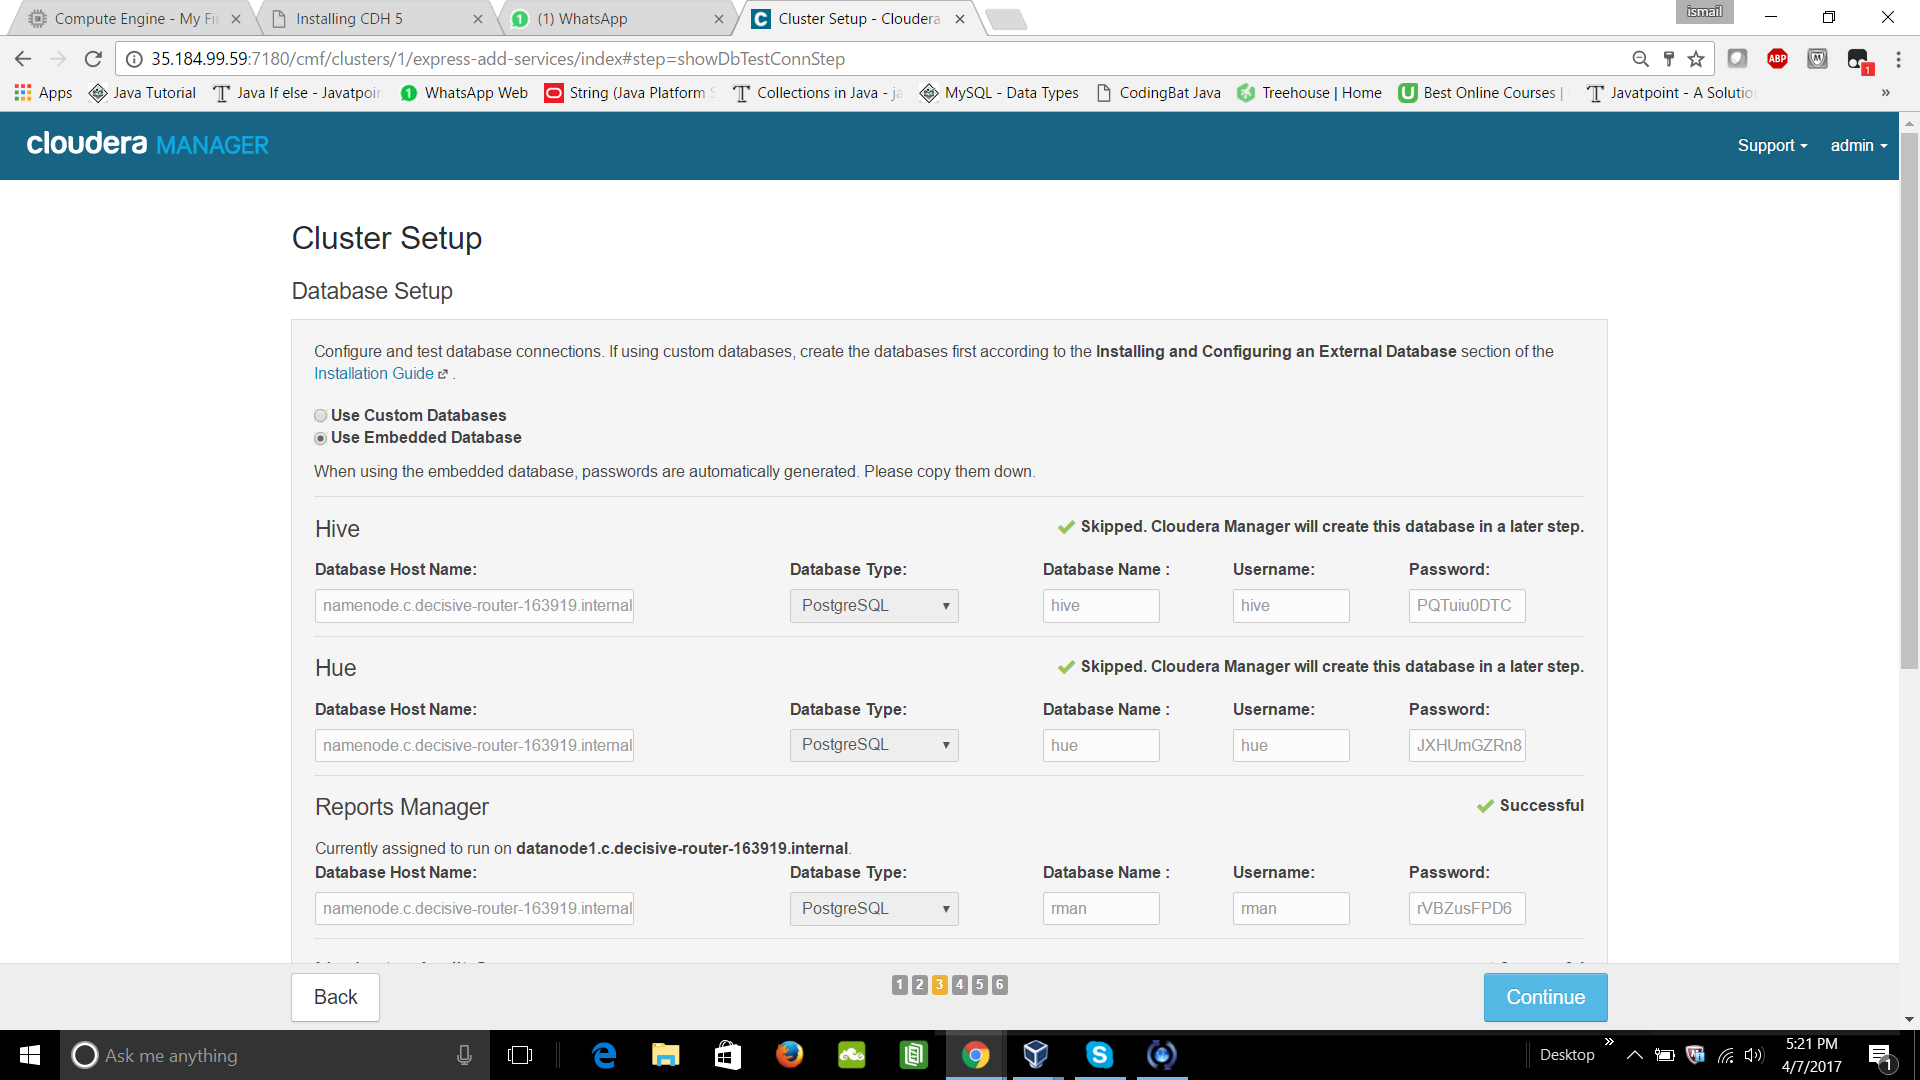 Compute Engine - My Fi
Installing CDH 5
(1) WhatsApp
Cluster Setup - Cloudera
ismail
35.184.99.59:7180/cmf/clusters/1/express-add-services/index#step=showDbTestConnStep
ABP
1
Apps
Java Tutorial
Java If else - Javatpoin
WhatsApp Web
String (Java Platform S
Collections in Java - ja
MySQL - Data Types
CodingBat Java
Treehouse | Home
Best Online Courses |
Javatpoint - A Solutio
»
cloudera MANAGER
Support
admin
Cluster Setup
Database Setup
Configure and test database connections. If using custom databases, create the databases first according to the Installing and Configuring an External Database section of the
Installation Guide .
Use Custom Databases
Use Embedded Database
When using the embedded database, passwords are automatically generated. Please copy them down.
Hive
Skipped. Cloudera Manager will create this database in a later step.
Database Host Name: Database Type: Database Name : Username: Password:
namenode.c.decisive-router-163919.internal PostgreSQL hive hive PQTuiu0DTC
Hue
Skipped. Cloudera Manager will create this database in a later step.
Database Host Name: Database Type: Database Name : Username: Password:
namenode.c.decisive-router-163919.internal PostgreSQL hue hue JXHUmGZRn8
Reports Manager
Successful
Currently assigned to run on datanode1.c.decisive-router-163919.internal.
Database Host Name: Database Type: Database Name : Username: Password:
namenode.c.decisive-router-163919.internal PostgreSQL rman rman rVBZusFPD6
Back
1 2 3 4 5 6
Continue
Ask me anything
Desktop
»
5:21 PM
4/7/2017
1